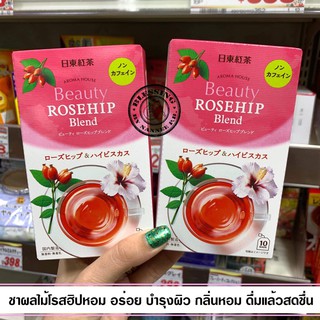 日東紅茶
ノン
カフェイン
AROMA HOUSE
Beauty
ROSEHIP
Blend
ビューティ ローズヒップブレンド
ローズヒップ&ハイビスカス
日東紅茶
ノン
カフェイン
AROMA HOUSE
Beauty
ROSEHIP
Blend
ビューティ ローズヒップブレンド
ローズヒップ&ハイビスカス
10
398
ชาผลไม้โรสฮิปหอม อร่อย บำรุงผิว กลิ่นหอม ดื่มแล้วสดชื่น